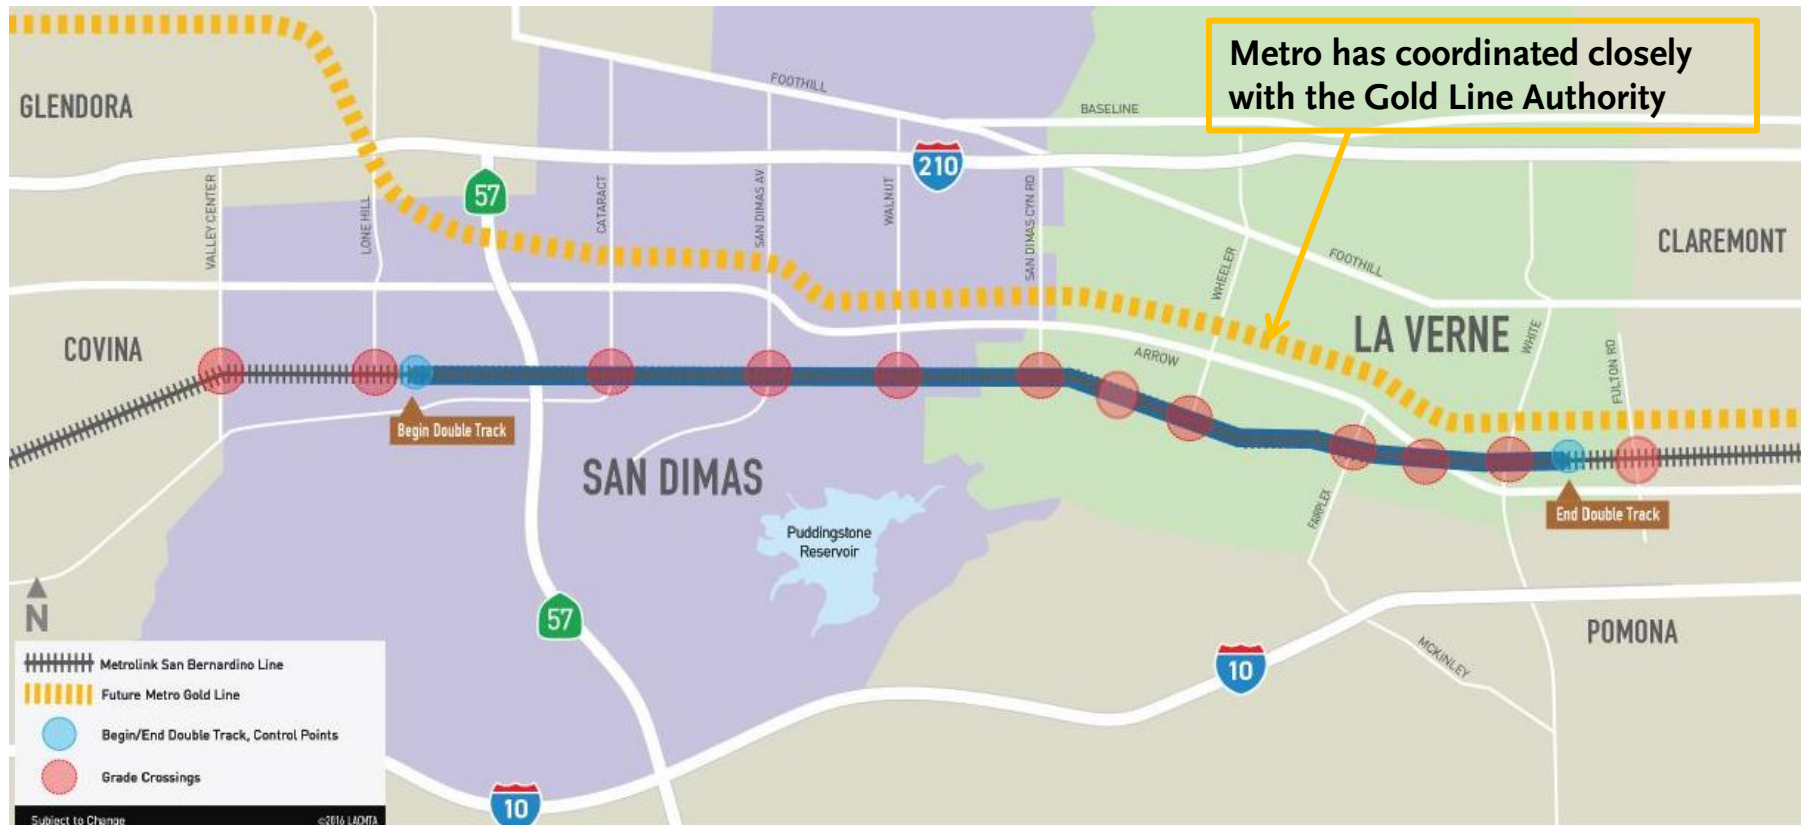 Metro has coordinated closely
with the Gold Line Authority
GLENDORA
FOOTHILL
BASELINE
210
57
VALLEY CENTER
LONE HILL
CATARACT
SAN DIMAS AV
WALNUT
SAN DIMAS CYN RD
WHEELER
FOOTHILL
CLAREMONT
COVINA
LA VERNE
WHITE
FULTON RD
ARROW
Begin Double Track
SAN DIMAS
End Double Track
FAIRPLEX
Puddingstone
Reservoir
N
57
POMONA
MCKINLEY
10
10
Metrolink San Bernardino Line
Future Metro Gold Line
Begin/End Double Track, Control Points
Grade Crossings
Subject to Change
©2016 LACMTA